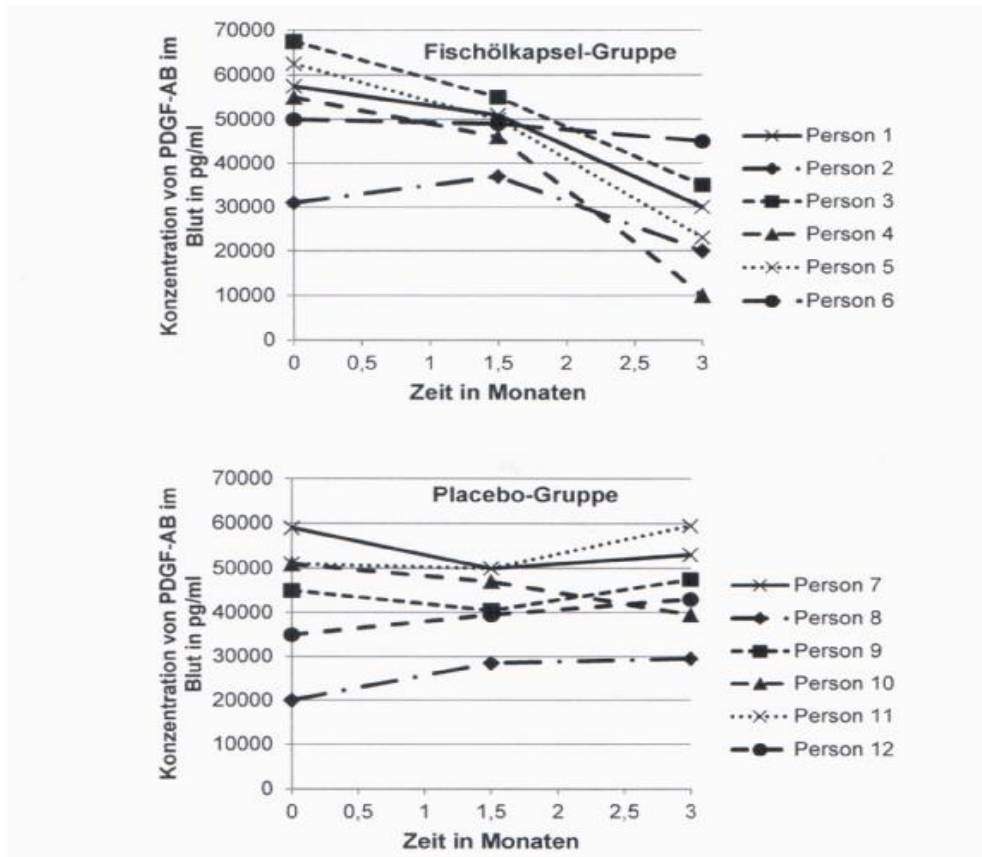 Fischölkapsel-Gruppe
Konzentration von PDGF-AB im
Blut in pg/ml
70000
60000
50000
40000
30000
20000
10000
0
0 0,5 1 1,5 2 2,5 3
Zeit in Monaten
Person 1
Person 2
Person 3
Person 4
Person 5
Person 6
Placebo-Gruppe
Konzentration von PDGF-AB im
Blut in pg/ml
70000
60000
50000
40000
30000
20000
10000
0
0 0,5 1 1,5 2 2,5 3
Zeit in Monaten
Person 7
Person 8
Person 9
Person 10
Person 11
Person 12